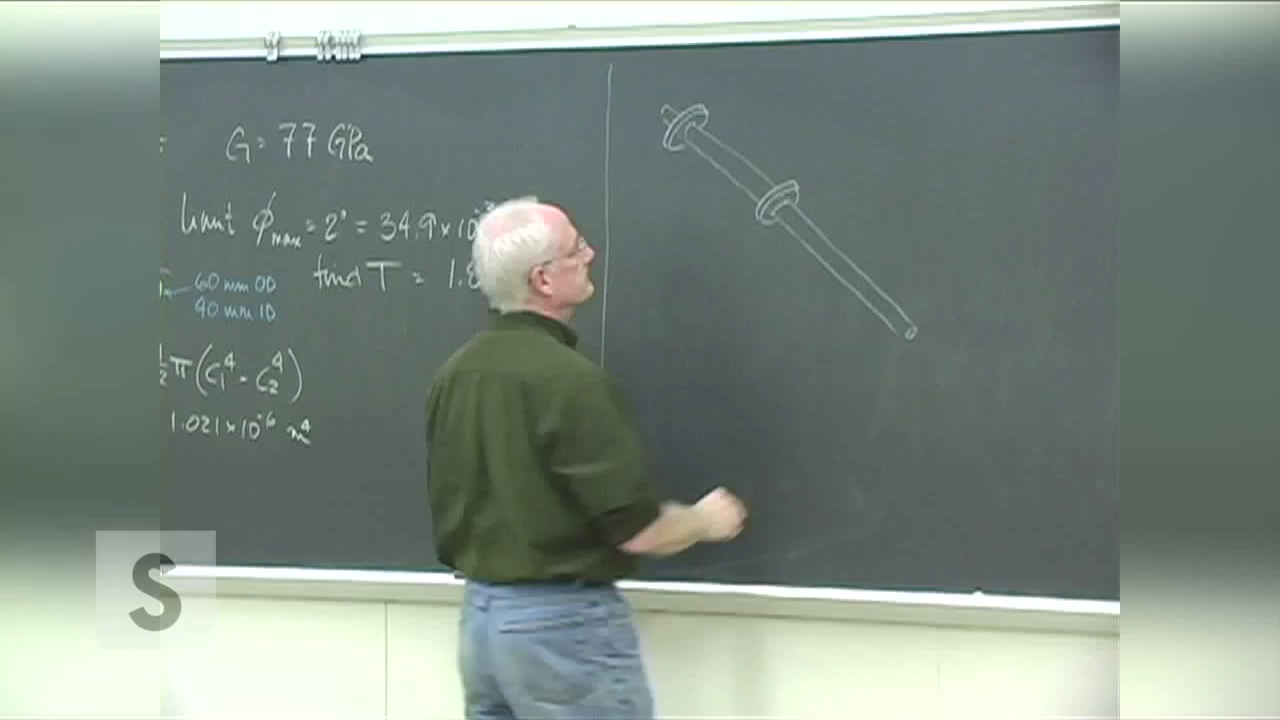 G = 77 GPa
limit ϕmax = 2° = 34.9 × 10
find T = 1.8
60 mm OD
40 mm ID
½ π (C₁⁴ - C₂⁴)
1.021 × 10⁻⁶ m⁴
S